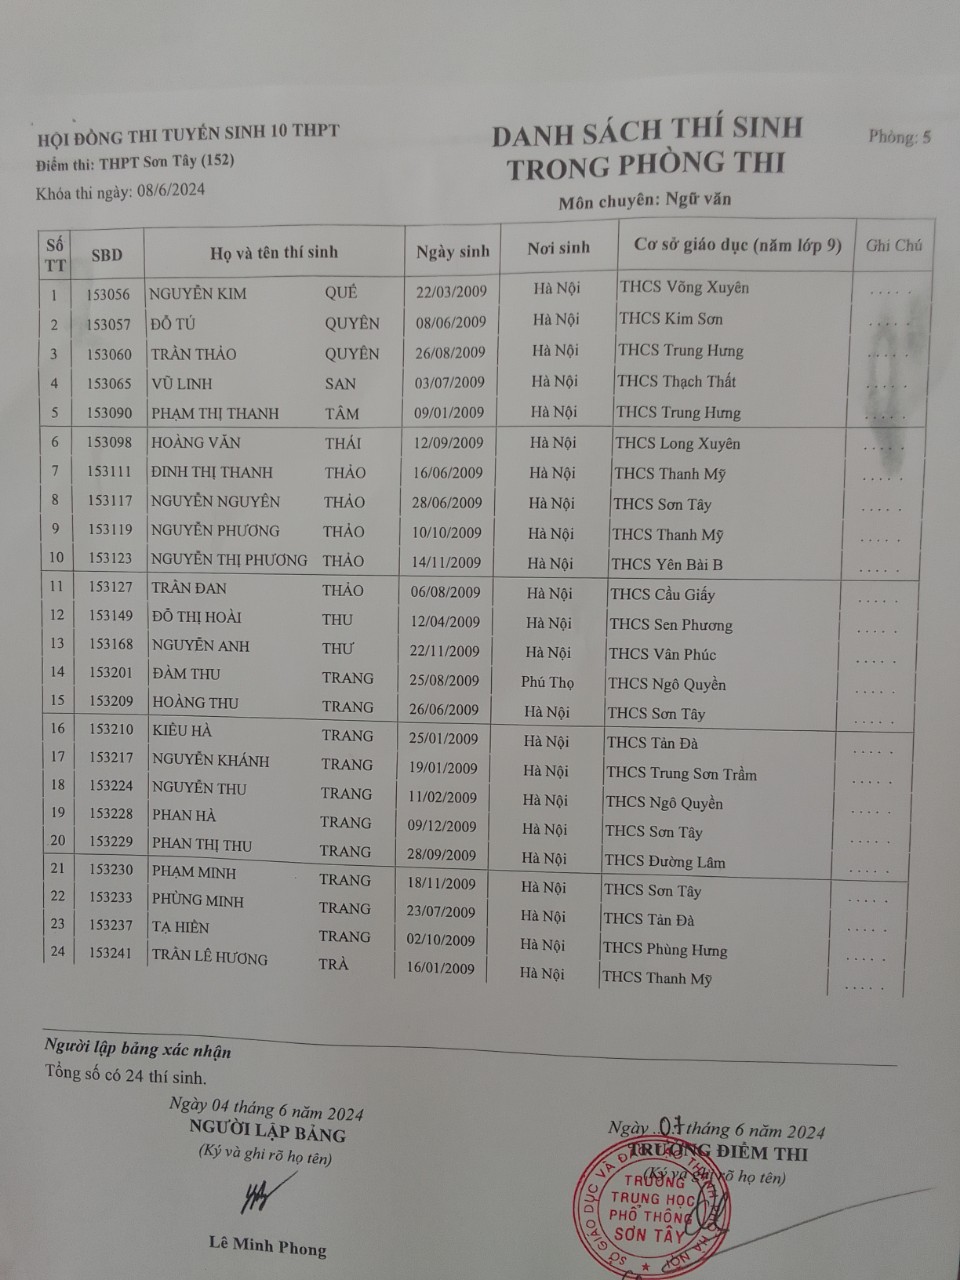 HỘI ĐỒNG THI TUYỂN SINH 10 THPT
Điểm thi: THPT Sơn Tây (152)
Khóa thi ngày: 08/6/2024
DANH SÁCH THÍ SINH
TRONG PHÒNG THI
Môn chuyên: Ngữ văn
Phòng: 5
Số TT SBD Họ và tên thí sinh Ngày sinh Nơi sinh Cơ sở giáo dục (năm lớp 9) Ghi Chú
1 153056 NGUYỄN KIM QUẾ 22/03/2009 Hà Nội THCS Võng Xuyên .....
2 153057 ĐỖ TÚ QUYÊN 08/06/2009 Hà Nội THCS Kim Sơn .....
3 153060 TRẦN THẢO QUYÊN 26/08/2009 Hà Nội THCS Trung Hưng .....
4 153065 VŨ LINH SAN 03/07/2009 Hà Nội THCS Thạch Thất .....
5 153090 PHẠM THỊ THANH TÂM 09/01/2009 Hà Nội THCS Trung Hưng .....
6 153098 HOÀNG VĂN THÁI 12/09/2009 Hà Nội THCS Long Xuyên .....
7 153111 ĐINH THỊ THANH THẢO 16/06/2009 Hà Nội THCS Thanh Mỹ .....
8 153117 NGUYỄN NGUYÊN THẢO 28/06/2009 Hà Nội THCS Sơn Tây .....
9 153119 NGUYỄN PHƯƠNG THẢO 10/10/2009 Hà Nội THCS Thanh Mỹ .....
10 153123 NGUYỄN THỊ PHƯƠNG THẢO 14/11/2009 Hà Nội THCS Yên Bài B .....
11 153127 TRẦN ĐAN THẢO 06/08/2009 Hà Nội THCS Cầu Giấy .....
12 153149 ĐỖ THỊ HOÀI THU 12/04/2009 Hà Nội THCS Sen Phương .....
13 153168 NGUYỄN ANH THƯ 22/11/2009 Hà Nội THCS Vân Phúc .....
14 153201 ĐÀM THU TRANG 25/08/2009 Phú Thọ THCS Ngô Quyền .....
15 153209 HOÀNG THU TRANG 26/06/2009 Hà Nội THCS Sơn Tây .....
16 153210 KIỀU HÀ TRANG 25/01/2009 Hà Nội THCS Tản Đà .....
17 153217 NGUYỄN KHÁNH TRANG 19/01/2009 Hà Nội THCS Trung Sơn Trầm .....
18 153224 NGUYỄN THU TRANG 11/02/2009 Hà Nội THCS Ngô Quyền .....
19 153228 PHAN HÀ TRANG 09/12/2009 Hà Nội THCS Sơn Tây .....
20 153229 PHAN THỊ THU TRANG 28/09/2009 Hà Nội THCS Đường Lâm .....
21 153230 PHẠM MINH TRANG 18/11/2009 Hà Nội THCS Sơn Tây .....
22 153233 PHÙNG MINH TRANG 23/07/2009 Hà Nội THCS Tản Đà .....
23 153237 TẠ HIỀN TRANG 02/10/2009 Hà Nội THCS Phùng Hưng .....
24 153241 TRẦN LÊ HƯƠNG TRÀ 16/01/2009 Hà Nội THCS Thanh Mỹ .....
Người lập bảng xác nhận
Tổng số có 24 thí sinh.
Ngày 04 tháng 6 năm 2024
NGƯỜI LẬP BẢNG
(Ký và ghi rõ họ tên)
Lê Minh Phong
Ngày 07 tháng 6 năm 2024
TRƯỞNG ĐIỂM THI
(Ký và ghi rõ họ tên)
TRƯỜNG
TRUNG HỌC
PHỔ THÔNG
SƠN TÂY